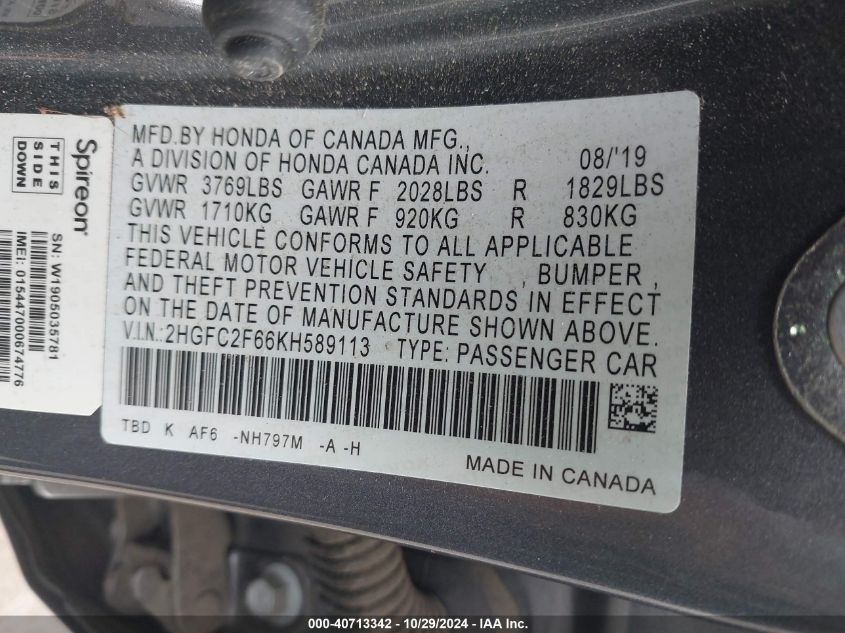 MFD.BY HONDA OF CANADA MFG.,
A DIVISION OF HONDA CANADA INC. 08/'19
GVWR 3769LBS GAWR F 2028LBS R 1829LBS
GVWR 1710KG GAWR F 920KG R 830KG
THIS VEHICLE CONFORMS TO ALL APPLICABLE
FEDERAL MOTOR VEHICLE SAFETY , BUMPER ,
AND THEFT PREVENTION STANDARDS IN EFFECT
ON THE DATE OF MANUFACTURE SHOWN ABOVE.
V.I.N.:2HGFC2F66KH589113 TYPE: PASSENGER CAR
TBD K AF6 -NH797M -A -H
MADE IN CANADA
THIS
SIDE
DOWN
Spireon
SN: W1905035781
IMEI: 015447000674776
000-40713342 - 10/29/2024 - IAA Inc.